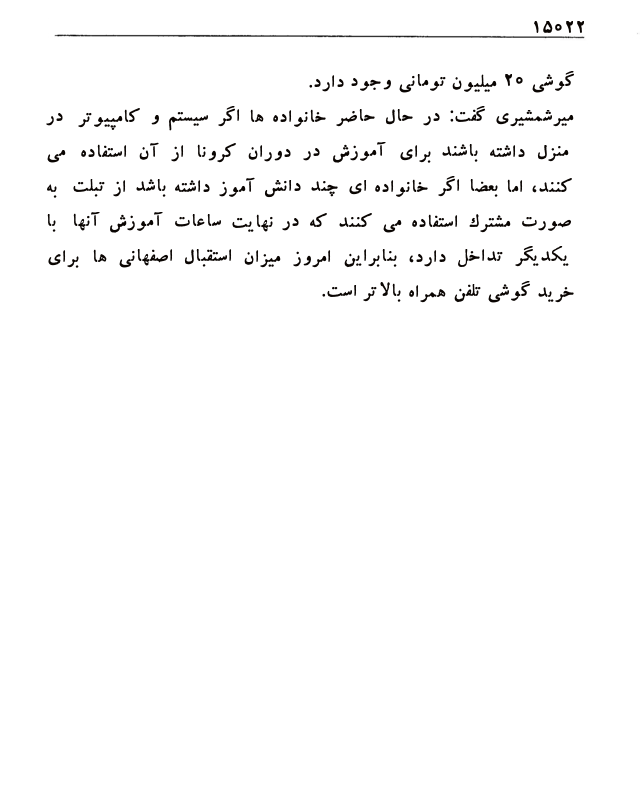 ۱۵۰۲۲
گوشی ۲۰ میلیون تومانی وجود دارد.
میرشمشیری گفت: در حال حاضر خانواده ها اگر سیستم و کامپیوتر در
منزل داشته باشند برای آموزش در دوران کرونا از آن استفاده می
کنند، اما بعضا اگر خانواده ای چند دانش آموز داشته باشد از تبلت به
صورت مشترك استفاده می کنند که در نهایت ساعات آموزش آنها با
یکدیگر تداخل دارد، بنابراین امروز میزان استقبال اصفهانی ها برای
خرید گوشی تلفن همراه بالا تر است.